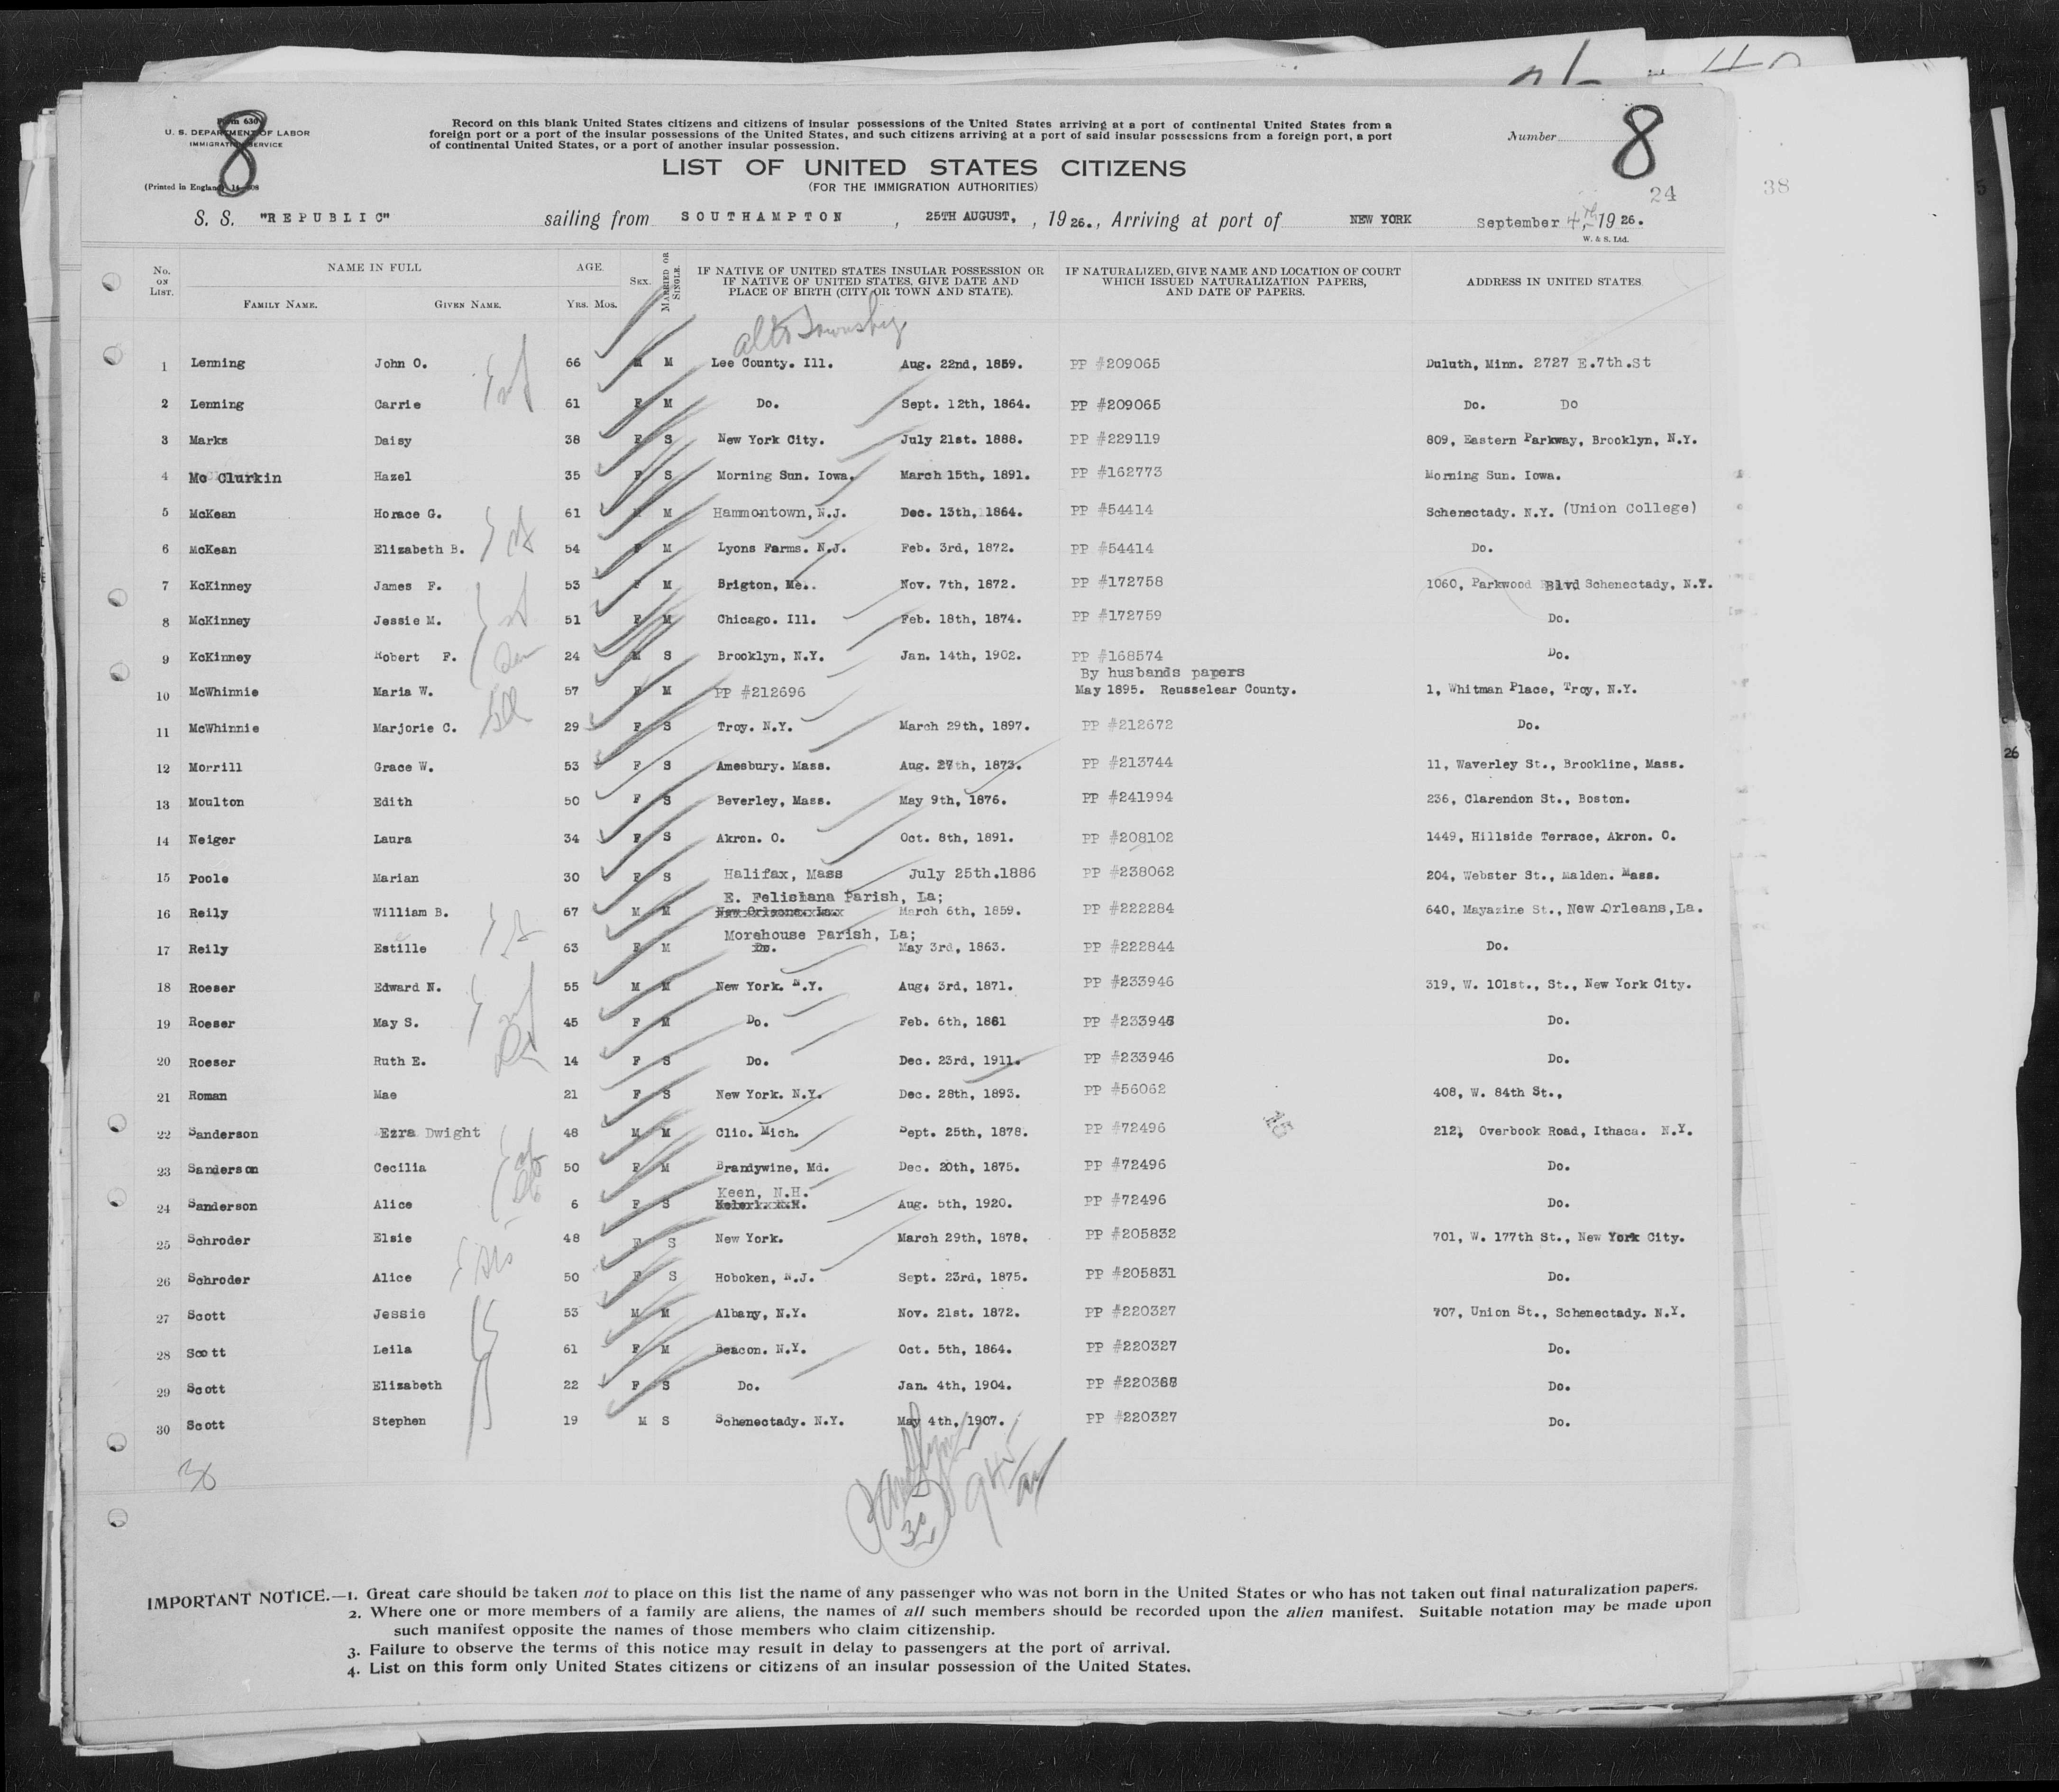 8
Form 630
U. S. DEPARTMENT OF LABOR
IMMIGRATION SERVICE
(Printed in England)
Record on this blank United States citizens and citizens of insular possessions of the United States arriving at a port of continental United States from a
foreign port or a port of the insular possessions of the United States, and such citizens arriving at a port of said insular possessions from a foreign port, a port
of continental United States, or a port of another insular possession.
Number 8
LIST OF UNITED STATES CITIZENS
(FOR THE IMMIGRATION AUTHORITIES)
24
38
S. S. "REPUBLIC" sailing from SOUTHAMPTON, 25TH AUGUST, , 1926., Arriving at port of NEW YORK September 4th, 1926.
W. & S. Ltd.
No. ON LIST. NAME IN FULL AGE. SEX. MARRIED OR SINGLE. IF NATIVE OF UNITED STATES INSULAR POSSESSION OR IF NATIVE OF UNITED STATES, GIVE DATE AND PLACE OF BIRTH (CITY OR TOWN AND STATE). IF NATURALIZED, GIVE NAME AND LOCATION OF COURT WHICH ISSUED NATURALIZATION PAPERS, AND DATE OF PAPERS. ADDRESS IN UNITED STATES
FAMILY NAME. GIVEN NAME. YRS. MOS.
alto Township
1 Lenning John O. 66 M M Lee County. Ill. Aug. 22nd, 1859. PP #209065 Duluth, Minn. 2727 E.7th.St
2 Lenning Carrie 61 F M Do. Sept. 12th, 1864. PP #209065 Do. DO
3 Marks Daisy 38 F S New York City. July 21st. 1888. PP #229119 809, Eastern Parkway, Brooklyn, N.Y.
4 Mc Clurkin Hazel 35 F S Morning Sun. Iowa. March 15th, 1891. PP #162773 Morning Sun. Iowa.
5 McKean Horace G. 61 M M Hammontown, N.J. Dec. 13th, 1864. PP #54414 Schenectady. N.Y. (Union College)
6 McKean Elizabeth B. 54 F M Lyons Farms. N.J. Feb. 3rd, 1872. PP #54414 Do.
7 KcKinney James F. 53 F M Brigton, Me.. Nov. 7th, 1872. PP #172758 1060, Parkwood Blvd Schenectady, N.Y.
8 McKinney Jessie M. 51 F M Chicago. Ill. Feb. 18th, 1874. PP #172759 Do.
9 KcKinney Robert F. 24 M S Brooklyn, N.Y. Jan. 14th, 1902. PP #168574 Do.
By husbands papers
10 McWhinnie Maria W. 57 F M PP #212696 May 1895. Reusselear County. 1, Whitman Place, Troy, N.Y.
11 McWhinnie Marjorie C. 29 F S Troy. N.Y. March 29th, 1897. PP #212672 Do.
12 Morrill Grace W. 53 F S Amesbury. Mass. Aug. 27th, 1873. PP #213744 11, Waverley St., Brookline, Mass.
13 Moulton Edith 50 F S Beverley, Mass. May 9th, 1876. PP #241994 236, Clarendon St., Boston.
14 Neiger Laura 34 F S Akron. O. Oct. 8th, 1891. PP #208102 1449, Hillside Terrace, Akron. O.
15 Poole Marian 30 F S Halifax, Mass July 25th.1886 PP #238062 204, Webster St., Malden. Mass.
E. Feliciana Parish, La;
16 Reily William B. 67 M M New Orleans. La. March 6th, 1859. PP #222284 640, Mayazine St., New Orleans,La.
Morehouse Parish, La;
17 Reily Estille 63 F M Do. May 3rd, 1863. PP #222844 Do.
18 Roeser Edward N. 55 M M New York. N.Y. Aug. 3rd, 1871. PP #233946 319, W. 101st., St., New York City.
19 Roeser May S. 45 F M Do. Feb. 6th, 1881 PP #233946 Do.
20 Roeser Ruth E. 14 F S Do. Dec. 23rd, 1911. PP #233946 Do.
21 Roman Mae 21 F S New York. N.Y. Dec. 28th, 1893. PP #56062 408, W. 84th St.,
22 Sanderson Ezra Dwight 48 M M Clio. Mich. Sept. 25th, 1878. PP #72496 212, Overbook Road, Ithaca. N.Y.
23 Sanderson Cecilia 50 F M Brandywine, Md. Dec. 20th, 1875. PP #72496 Do.
Keen, N.H.
24 Sanderson Alice 6 F S Aug. 5th, 1920. PP #72496 Do.
25 Schroder Elsie 48 F S New York. March 29th, 1878. PP #205832 701, W. 177th St., New York City.
26 Schroder Alice 50 F S Hoboken, N.J. Sept. 23rd, 1875. PP #205831 Do.
27 Scott Jessie 53 M M Albany, N.Y. Nov. 21st. 1872. PP #220327 707, Union St., Schenectady. N.Y.
28 Scott Leila 61 F M Beacon. N.Y. Oct. 5th, 1864. PP #220327 Do.
29 Scott Elizabeth 22 F S Do. Jan. 4th, 1904. PP #220368 Do.
30 Scott Stephen 19 M S Schenectady. N.Y. May 4th, 1907. PP #220327 Do.
30
IMPORTANT NOTICE.—1. Great care should be taken not to place on this list the name of any passenger who was not born in the United States or who has not taken out final naturalization papers.
2. Where one or more members of a family are aliens, the names of all such members should be recorded upon the alien manifest. Suitable notation may be made upon
such manifest opposite the names of those members who claim citizenship.
3. Failure to observe the terms of this notice may result in delay to passengers at the port of arrival.
4. List on this form only United States citizens or citizens of an insular possession of the United States.
26